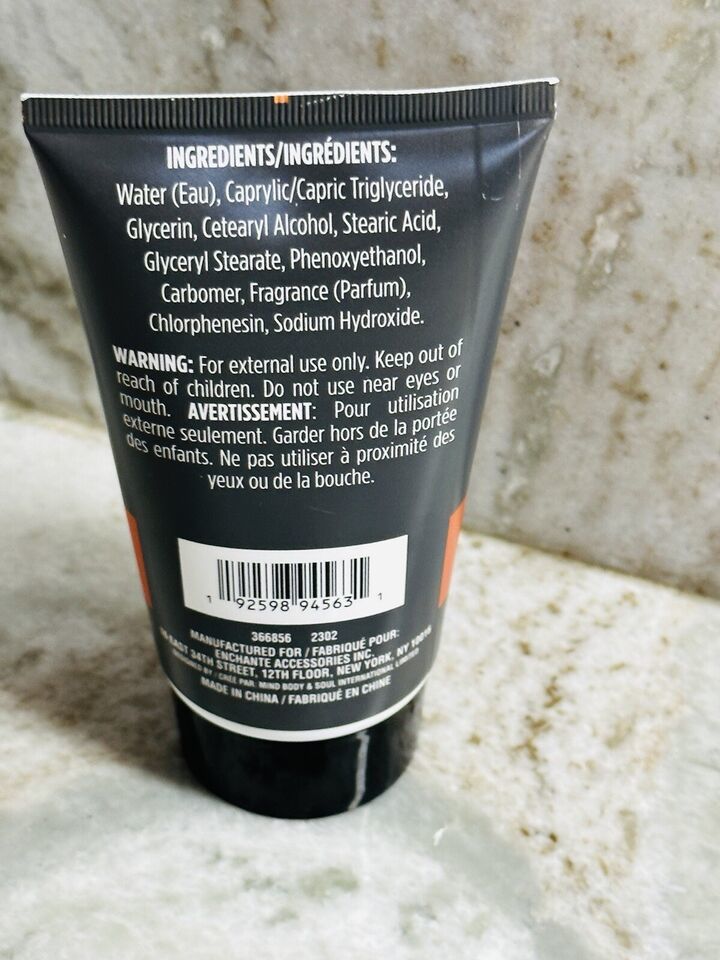 INGREDIENTS/INGRÉDIENTS:
Water (Eau), Caprylic/Capric Triglyceride,
Glycerin, Cetearyl Alcohol, Stearic Acid,
Glyceryl Stearate, Phenoxyethanol,
Carbomer, Fragrance (Parfum),
Chlorphenesin, Sodium Hydroxide.
WARNING: For external use only. Keep out of
reach of children. Do not use near eyes or
mouth. AVERTISSEMENT: Pour utilisation
externe seulement. Garder hors de la portée
des enfants. Ne pas utiliser à proximité des
yeux ou de la bouche.
1 92598 94563 1
366856 2302
MANUFACTURED FOR / FABRIQUÉ POUR:
ENCHANTE ACCESSORIES INC.
EAST 34TH STREET, 12TH FLOOR, NEW YORK, NY 10016
DESIGNED BY / CRÉÉ PAR: MIND BODY & SOUL INTERNATIONAL LIMITED
MADE IN CHINA / FABRIQUÉ EN CHINE